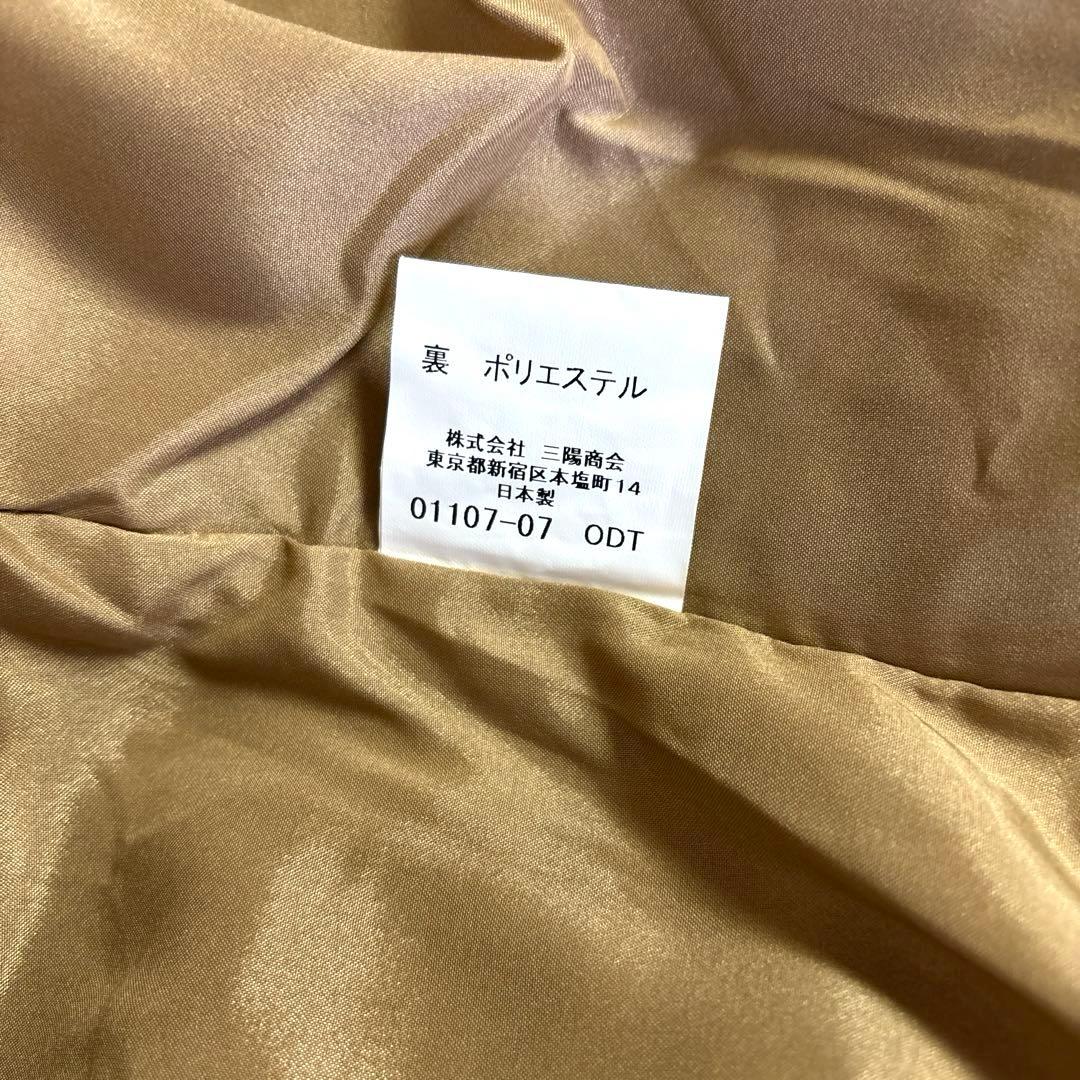 裏　ポリエステル
株式会社 三陽商会
東京都新宿区本塩町14
日本製
01107-07 ODT